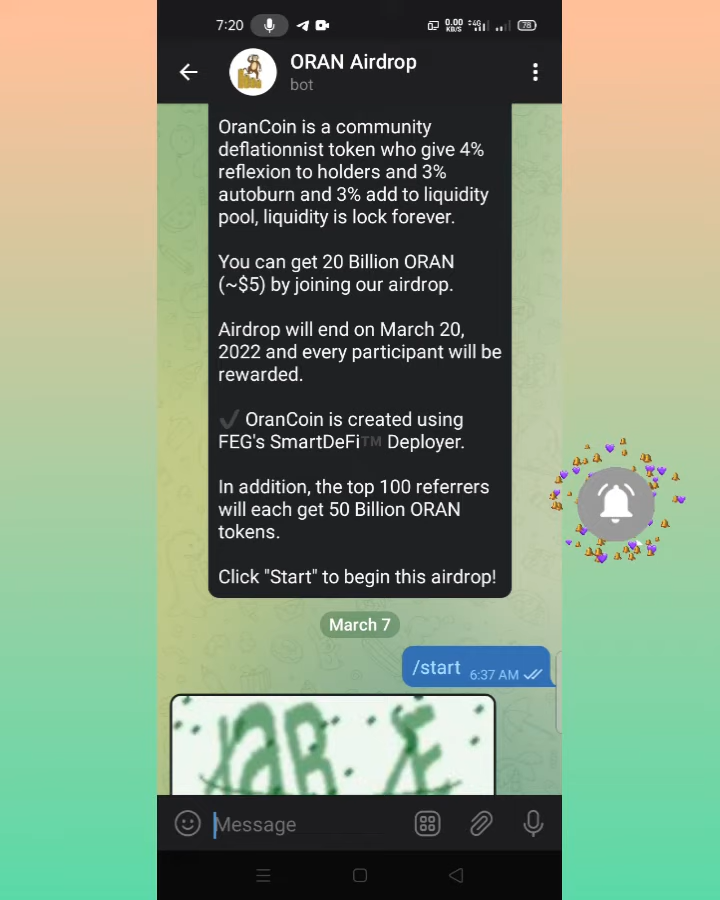 7:20
0.00 KB/S
4G
78
ORAN Airdrop
bot
OranCoin is a community
deflationnist token who give 4%
reflexion to holders and 3%
autoburn and 3% add to liquidity
pool, liquidity is lock forever.
You can get 20 Billion ORAN
(~$5) by joining our airdrop.
Airdrop will end on March 20,
2022 and every participant will be
rewarded.
✔ OranCoin is created using
FEG's SmartDeFi™ Deployer.
In addition, the top 100 referrers
will each get 50 Billion ORAN
tokens.
Click "Start" to begin this airdrop!
March 7
/start 6:37 AM
Message